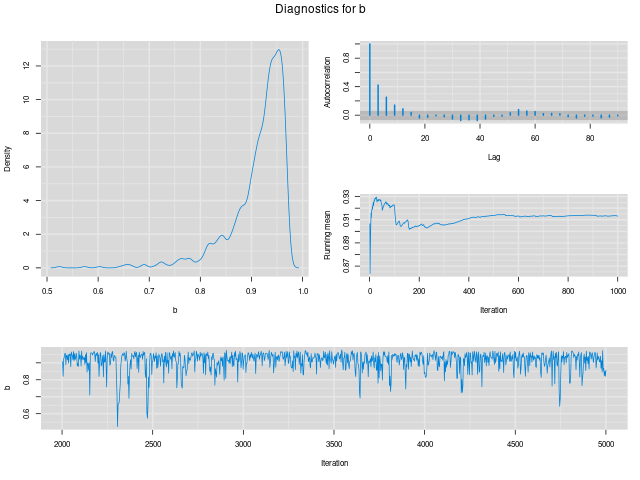 Diagnostics for b
Density
0 2 4 6 8 10 12
0.5 0.6 0.7 0.8 0.9 1.0
b
Autocorrelation
0.0 0.4 0.8
0 20 40 60 80
Lag
Running mean
0.87 0.89 0.91 0.93
0 200 400 600 800 1000
Iteration
b
0.6 0.8
2000 2500 3000 3500 4000 4500 5000
Iteration